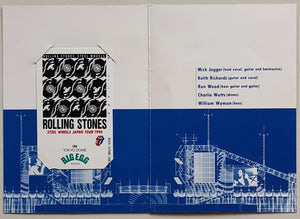 ROLLING STONES
STEEL WHEELS JAPAN TOUR 1990
IN
TOKYO DOME
BIG EGG
Mick Jagger (lead vocal, guitar and harmonica)
Keith Richards (guitar and vocal)
Ron Wood (bass, guitar and guitar)
Charlie Watts (drums)
William Wyman (bass)